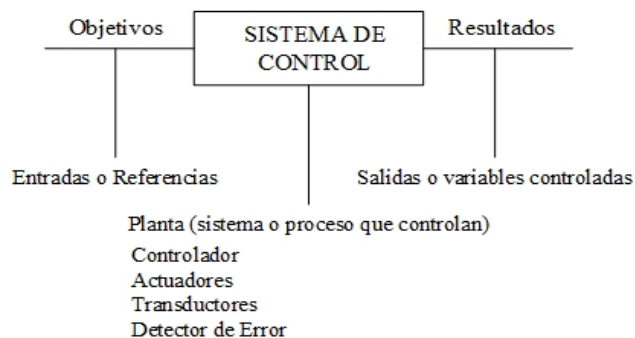 Objetivos
SISTEMA DE
CONTROL
Resultados
Entradas o Referencias
Salidas o variables controladas
Planta (sistema o proceso que controlan)
Controlador
Actuadores
Transductores
Detector de Error